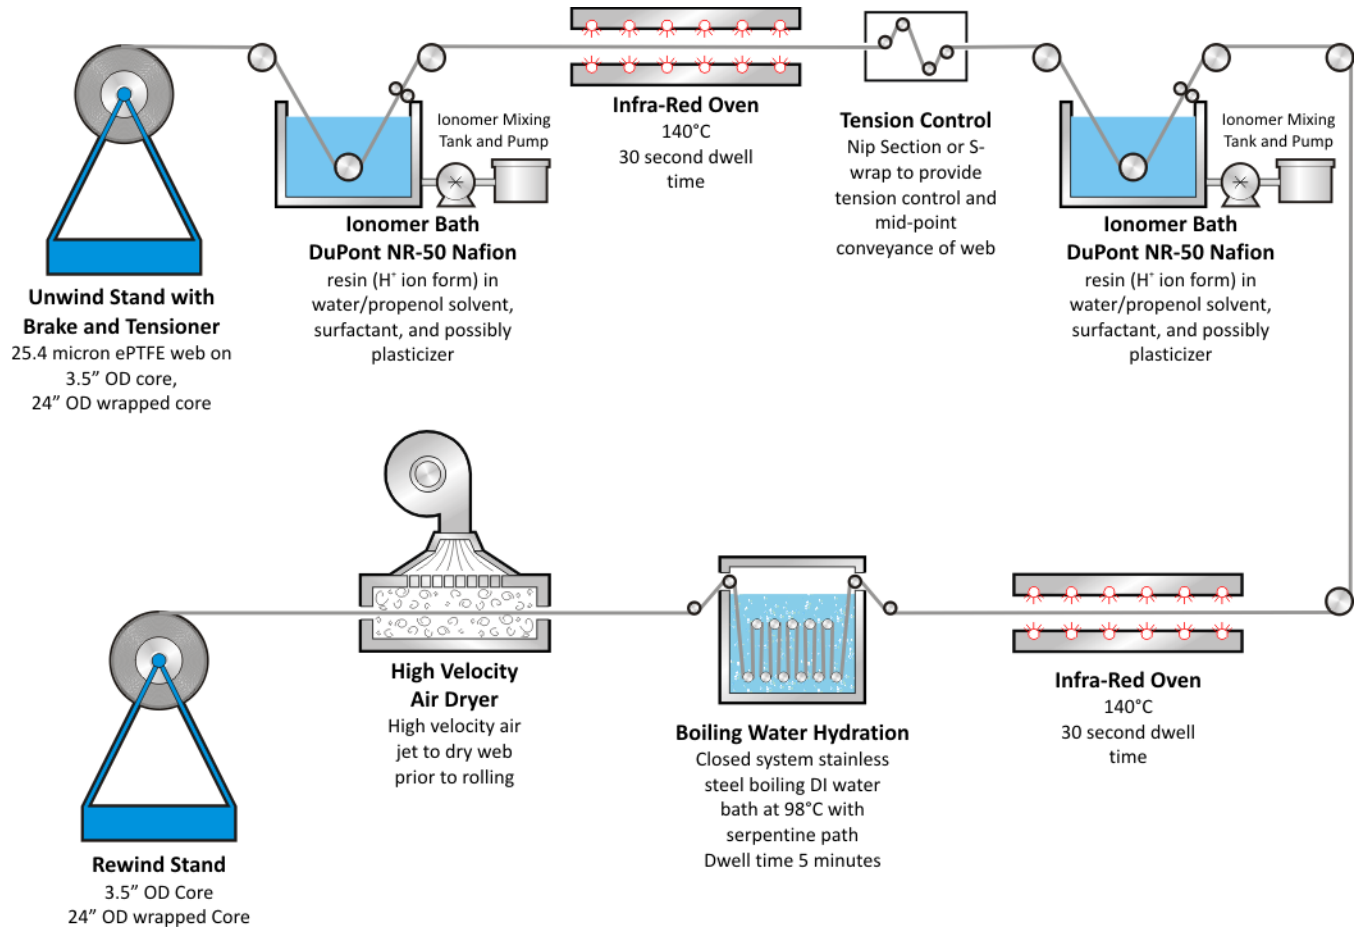 Unwind Stand with
Brake and Tensioner
25.4 micron ePTFE web on
3.5” OD core,
24” OD wrapped core
Ionomer Mixing
Tank and Pump
Ionomer Bath
DuPont NR-50 Nafion
resin (H⁺ ion form) in
water/propenol solvent,
surfactant, and possibly
plasticizer
Infra-Red Oven
140°C
30 second dwell
time
Tension Control
Nip Section or S-
wrap to provide
tension control and
mid-point
conveyance of web
Ionomer Mixing
Tank and Pump
Ionomer Bath
DuPont NR-50 Nafion
resin (H⁺ ion form) in
water/propenol solvent,
surfactant, and possibly
plasticizer
Infra-Red Oven
140°C
30 second dwell
time
Boiling Water Hydration
Closed system stainless
steel boiling DI water
bath at 98°C with
serpentine path
Dwell time 5 minutes
High Velocity
Air Dryer
High velocity air
jet to dry web
prior to rolling
Rewind Stand
3.5” OD Core
24” OD wrapped Core